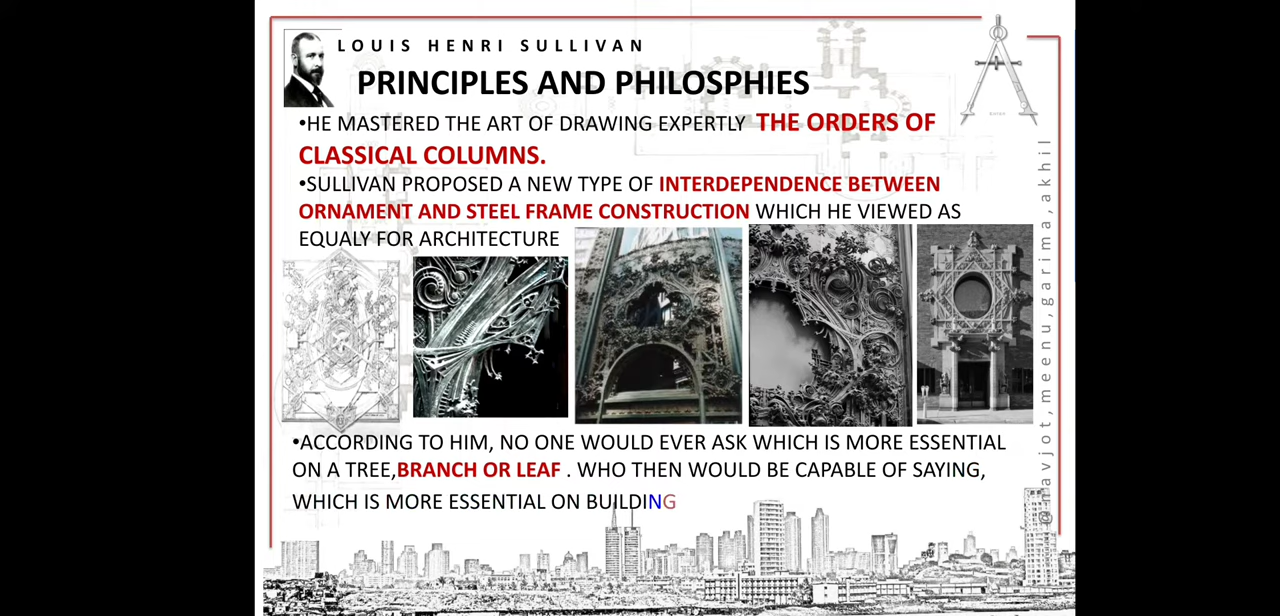 LOUIS HENRI SULLIVAN
PRINCIPLES AND PHILOSPHIES
•HE MASTERED THE ART OF DRAWING EXPERTLY THE ORDERS OF
CLASSICAL COLUMNS.
•SULLIVAN PROPOSED A NEW TYPE OF INTERDEPENDENCE BETWEEN
ORNAMENT AND STEEL FRAME CONSTRUCTION WHICH HE VIEWED AS
EQUALY FOR ARCHITECTURE
•ACCORDING TO HIM, NO ONE WOULD EVER ASK WHICH IS MORE ESSENTIAL
ON A TREE,BRANCH OR LEAF . WHO THEN WOULD BE CAPABLE OF SAYING,
WHICH IS MORE ESSENTIAL ON BUILDING
@navjot,meenu,garima,akhil